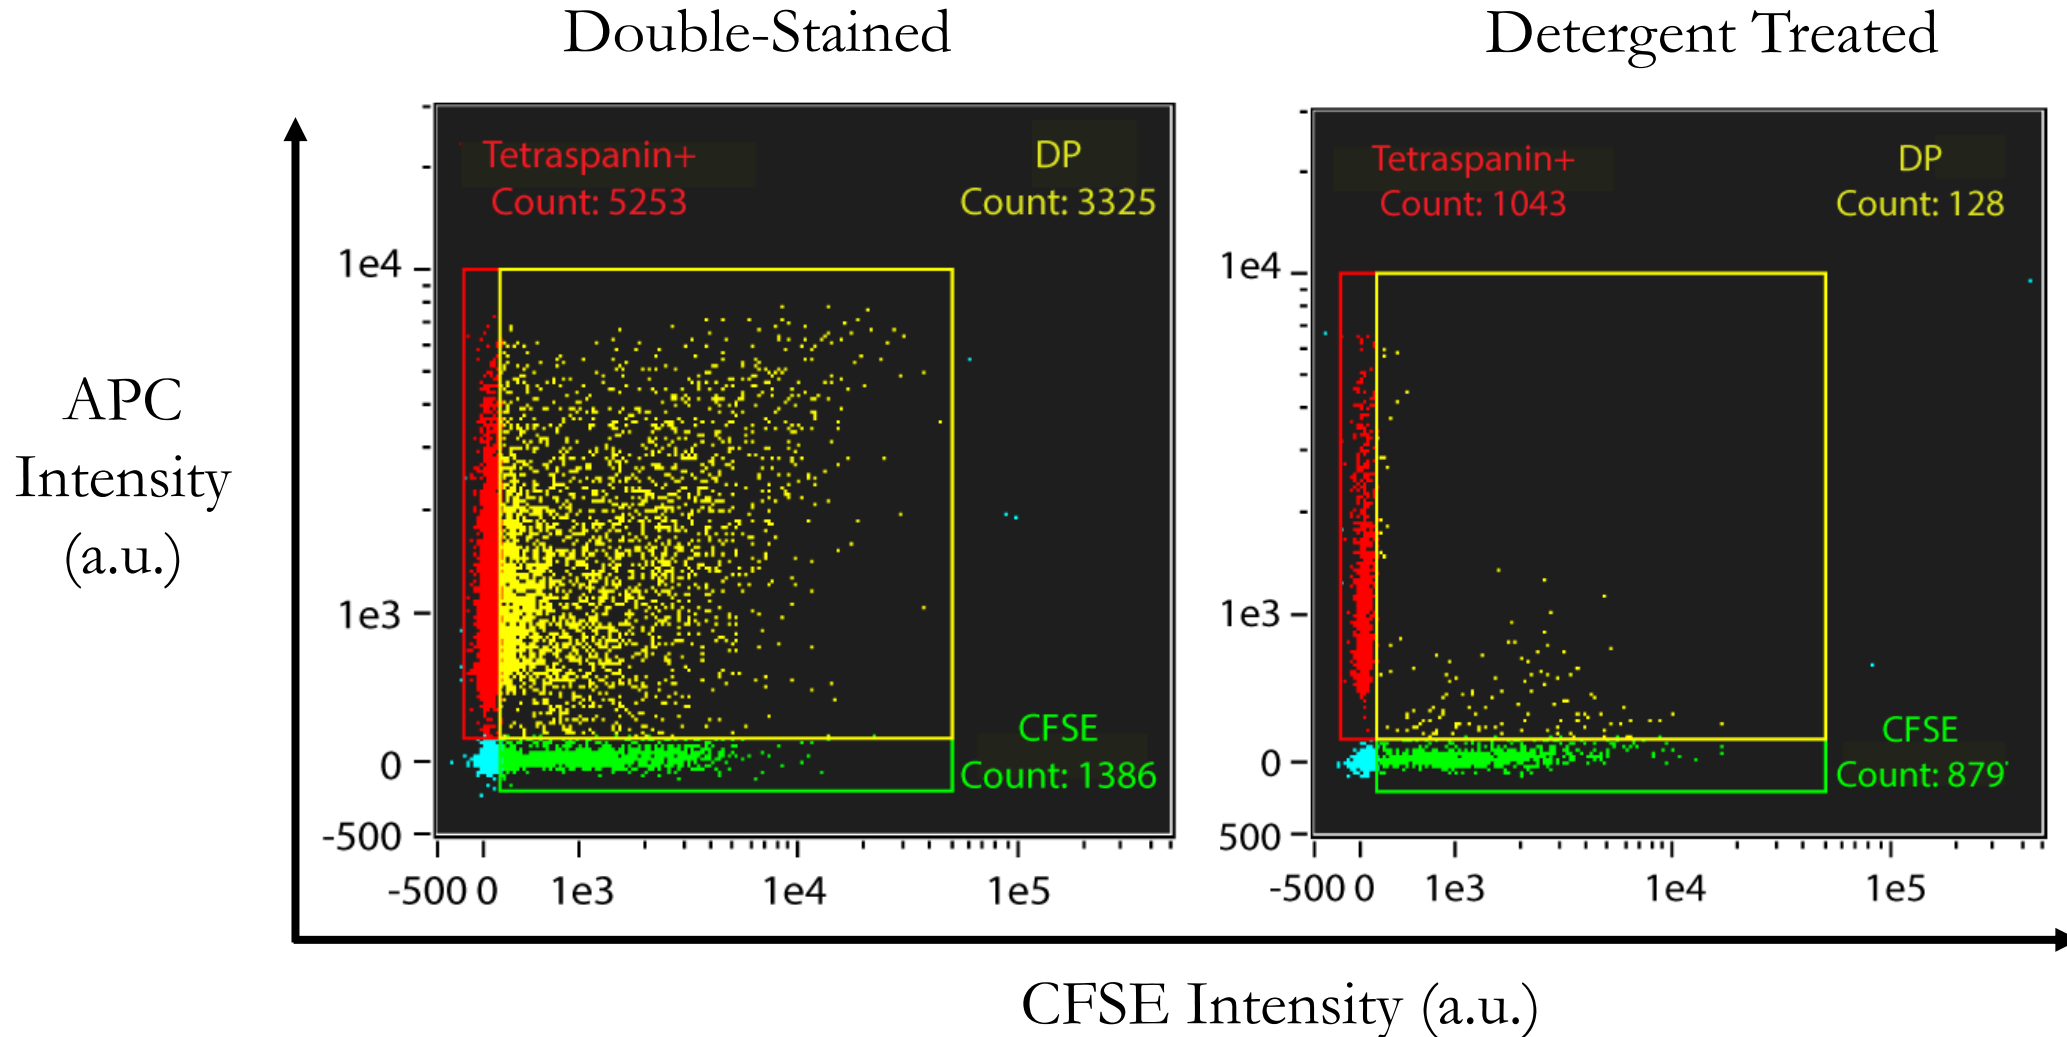 Double-Stained
Detergent Treated
Tetraspanin+
Count: 5253
DP
Count: 3325
1e4
1e3
0
-500
CFSE
Count: 1386
-500 0 1e3 1e4 1e5
Tetraspanin+
Count: 1043
DP
Count: 128
1e4
1e3
0
500
CFSE
Count: 879
-500 0 1e3 1e4 1e5
APC
Intensity
(a.u.)
CFSE Intensity (a.u.)